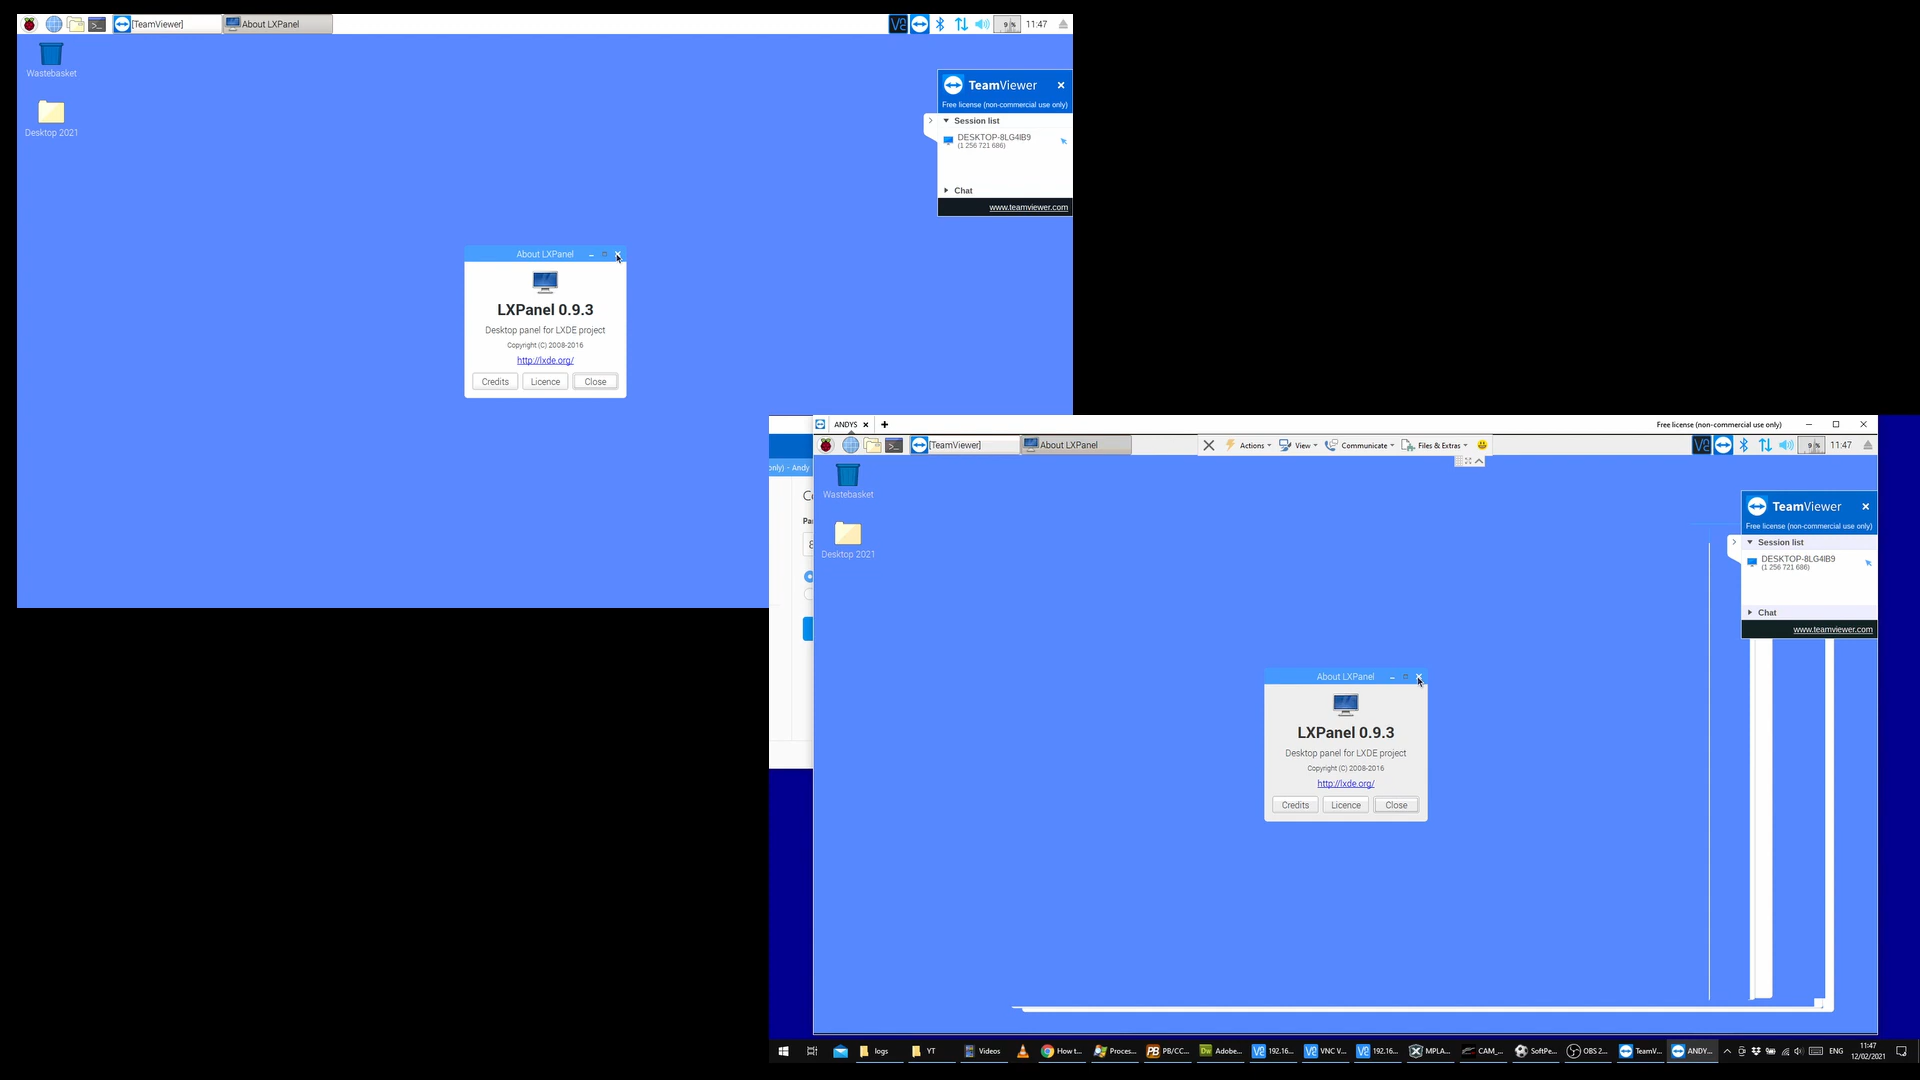 [TeamViewer]
About LXPanel
9 %
11:47
Wastebasket
Desktop 2021
TeamViewer
Free license (non-commercial use only)
Session list
DESKTOP-8LG4IB9
(1 256 721 686)
Chat
www.teamviewer.com
About LXPanel
LXPanel 0.9.3
Desktop panel for LXDE project
Copyright (C) 2008-2016
http://lxde.org/
Credits
Licence
Close
ANDYS
Free license (non-commercial use only)
[TeamViewer]
About LXPanel
Actions
View
Communicate
Files & Extras
9 %
11:47
only) - Andy
Co
Pa
8
Wastebasket
Desktop 2021
TeamViewer
Free license (non-commercial use only)
Session list
DESKTOP-8LG4IB9
(1 256 721 686)
Chat
www.teamviewer.com
About LXPanel
LXPanel 0.9.3
Desktop panel for LXDE project
Copyright (C) 2008-2016
http://lxde.org/
Credits
Licence
Close
logs
YT
Videos
How t...
Proces...
PB/CC...
Adobe...
192.16...
VNC V...
192.16...
MPLA...
CAM_...
SoftPe...
OBS 2...
TeamV...
ANDY...
ENG
11:47
12/02/2021